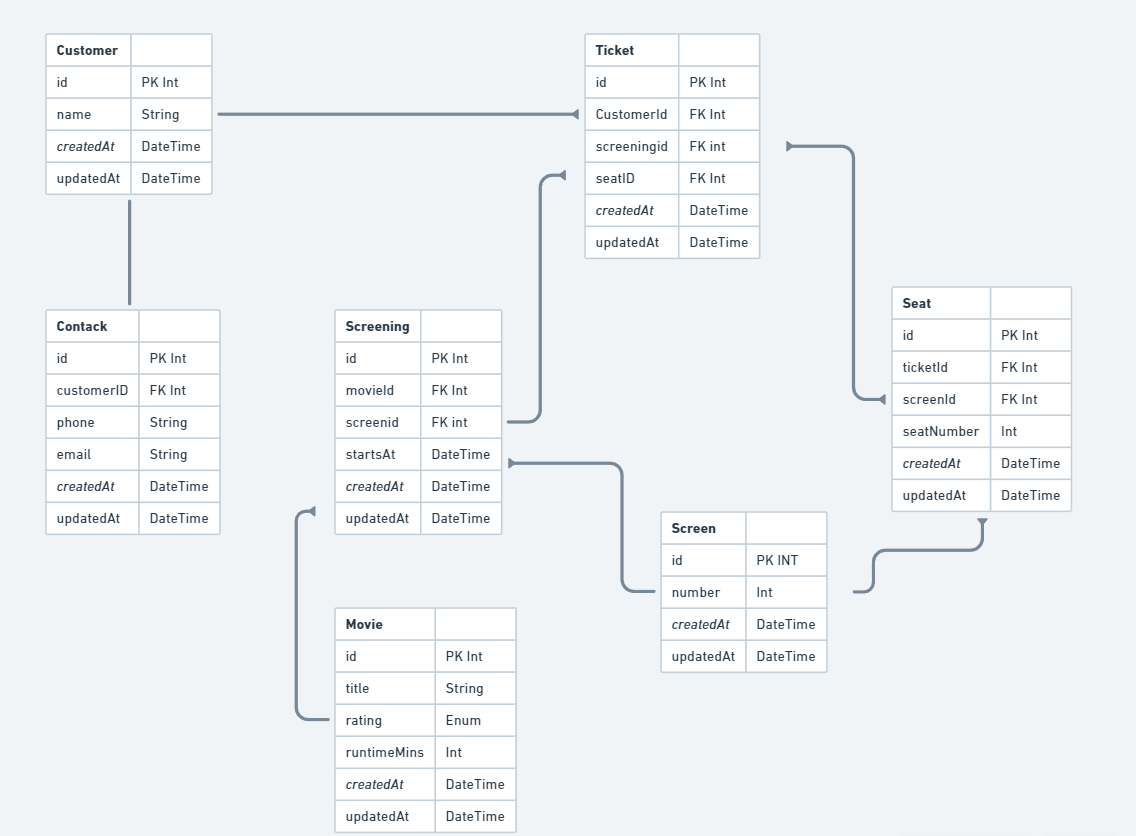 Customer
id PK Int
name String
createdAt DateTime
updatedAt DateTime
Ticket
id PK Int
CustomerId FK Int
screeningid FK int
seatID FK Int
createdAt DateTime
updatedAt DateTime
Contack
id PK Int
customerID FK Int
phone String
email String
createdAt DateTime
updatedAt DateTime
Screening
id PK Int
movieId FK Int
screenid FK int
startsAt DateTime
createdAt DateTime
updatedAt DateTime
Seat
id PK Int
ticketId FK Int
screenId FK Int
seatNumber Int
createdAt DateTime
updatedAt DateTime
Screen
id PK INT
number Int
createdAt DateTime
updatedAt DateTime
Movie
id PK Int
title String
rating Enum
runtimeMins Int
createdAt DateTime
updatedAt DateTime